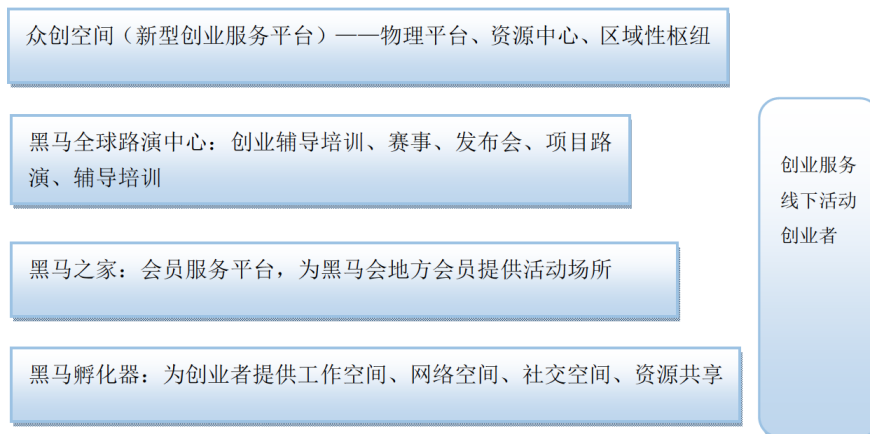 众创空间（新型创业服务平台）——物理平台、资源中心、区域性枢纽
黑马全球路演中心：创业辅导培训、赛事、发布会、项目路
演、辅导培训
黑马之家：会员服务平台，为黑马会地方会员提供活动场所
黑马孵化器：为创业者提供工作空间、网络空间、社交空间、资源共享
创业服务
线下活动
创业者